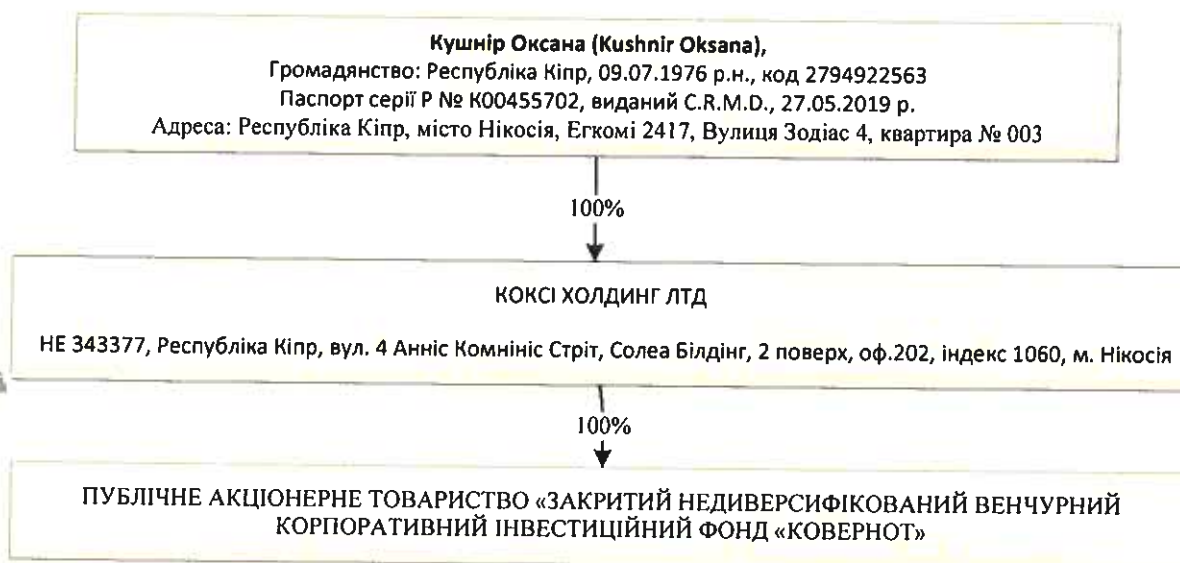 Кушнір Оксана (Kushnir Oksana),
Громадянство: Республіка Кіпр, 09.07.1976 р.н., код 2794922563
Паспорт серії Р № К00455702, виданий C.R.M.D., 27.05.2019 р.
Адреса: Республіка Кіпр, місто Нікосія, Егкомі 2417, Вулиця Зодіас 4, квартира № 003
100%
КОКСІ ХОЛДИНГ ЛТД
НЕ 343377, Республіка Кіпр, вул. 4 Анніс Комнініс Стріт, Солеа Білдінг, 2 поверх, оф.202, індекс 1060, м. Нікосія
100%
ПУБЛІЧНЕ АКЦІОНЕРНЕ ТОВАРИСТВО «ЗАКРИТИЙ НЕДИВЕРСИФІКОВАНИЙ ВЕНЧУРНИЙ
КОРПОРАТИВНИЙ ІНВЕСТИЦІЙНИЙ ФОНД «КОВЕРНОТ»